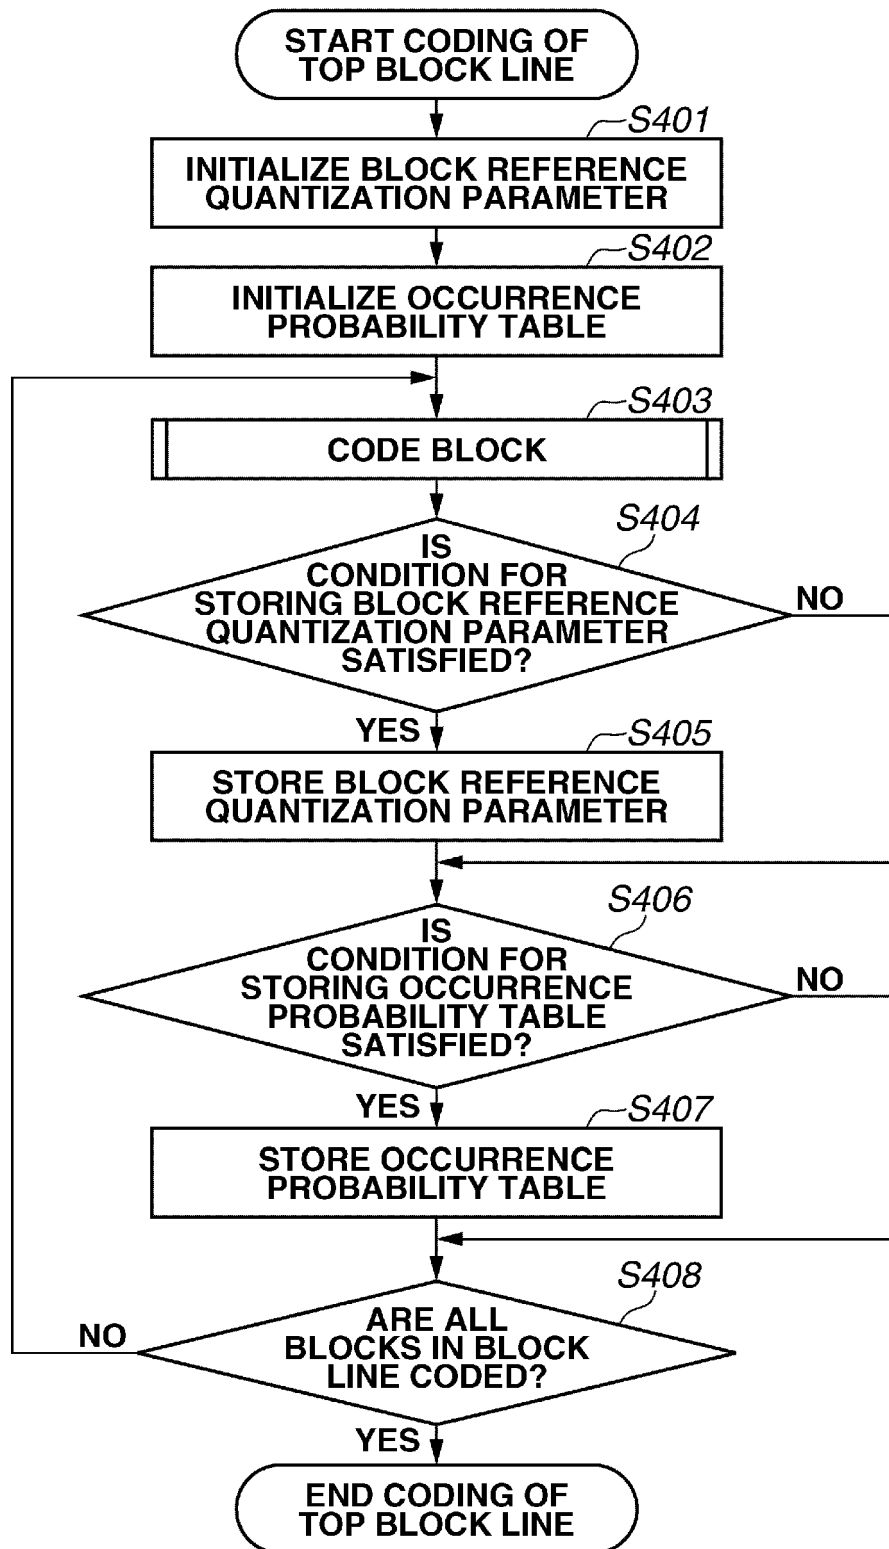 START CODING OF
TOP BLOCK LINE
S401
INITIALIZE BLOCK REFERENCE
QUANTIZATION PARAMETER
S402
INITIALIZE OCCURRENCE
PROBABILITY TABLE
S403
CODE BLOCK
S404
IS
CONDITION FOR
STORING BLOCK REFERENCE
QUANTIZATION PARAMETER
SATISFIED?
NO
YES
S405
STORE BLOCK REFERENCE
QUANTIZATION PARAMETER
S406
IS
CONDITION FOR
STORING OCCURRENCE
PROBABILITY TABLE
SATISFIED?
NO
YES
S407
STORE OCCURRENCE
PROBABILITY TABLE
S408
ARE ALL
BLOCKS IN BLOCK
LINE CODED?
NO
YES
END CODING OF
TOP BLOCK LINE